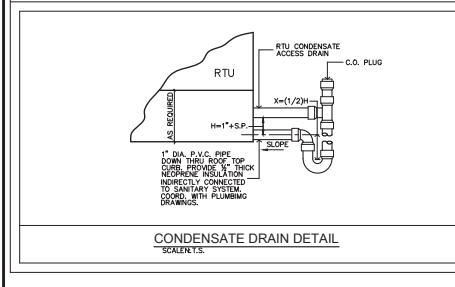 RTU CONDENSATE
ACCESS DRAIN
C.O. PLUG
RTU
X=(1/2)H
AS REQUIRED
H=1"+S.P.
SLOPE
1" DIA. P.V.C. PIPE
DOWN THRU ROOF TOP
CURB. PROVIDE ½" THICK
NEOPRENE INSULATION
INDIRECTLY CONNECTED
TO SANITARY SYSTEM.
COORD. WITH PLUMBIMG
DRAWINGS.
CONDENSATE DRAIN DETAIL
SCALEN:T.S.